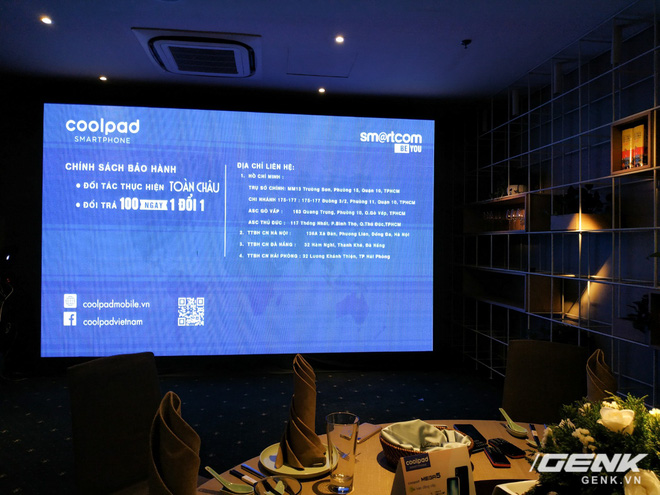 coolpad
SMARTPHONE
sm@rtcom
BE YOU
CHÍNH SÁCH BẢO HÀNH
• ĐỐI TÁC THỰC HIỆN TOÀN CẦU
• ĐỔI TRẢ 100 NGÀY 1 ĐỔI 1
ĐỊA CHỈ LIÊN HỆ:
1. HỒ CHÍ MINH :
TRỤ SỞ CHÍNH: MM13 Trường Sơn, Phường 15, Quận 10, TPHCM
CHI NHÁNH 175-177 : 175-177 Đường 3/2, Phường 11, Quận 10, TPHCM
ASC GÒ VẤP : Quang Trung, Phường 10, Q.Gò Vấp, TPHCM
ASC THỦ ĐỨC : Thống Nhất, P.Bình Thọ, Q.Thủ Đức, TPHCM
2. TTBH CN HÀ NỘI : Xã Đàn, Phương Liên, Đống Đa, Hà Nội
3. TTBH CN ĐÀ NẴNG : Hàm Nghi, Thanh Khê, Đà Nẵng
4. TTBH CN HẢI PHÒNG : Lương Khánh Thiện, TP Hải Phòng
coolpadmobile.vn
coolpadvietnam
coolpad
GENK
GENK.VN